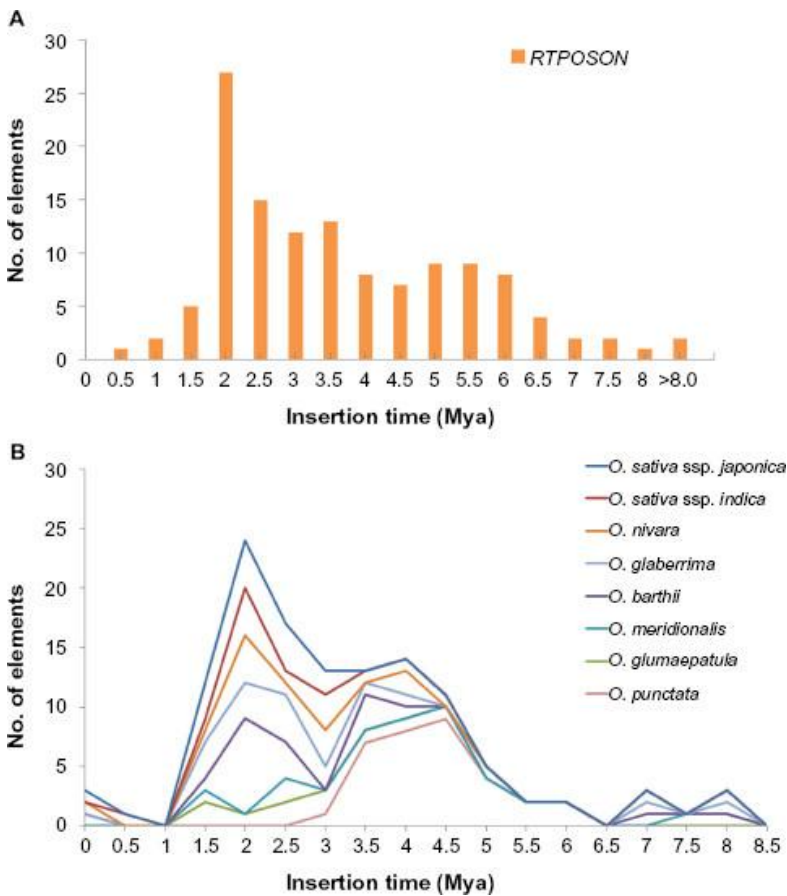 A
30
25
20
15
10
5
0
No. of elements
RTPOSON
0 0.5 1 1.5 2 2.5 3 3.5 4 4.5 5 5.5 6 6.5 7 7.5 8 >8.0
Insertion time (Mya)
B
30
25
20
15
10
5
0
No. of elements
O. sativa ssp. japonica
O. sativa ssp. indica
O. nivara
O. glaberrima
O. barthii
O. meridionalis
O. glumaepatula
O. punctata
0 0.5 1 1.5 2 2.5 3 3.5 4 4.5 5 5.5 6 6.5 7 7.5 8 8.5
Insertion time (Mya)